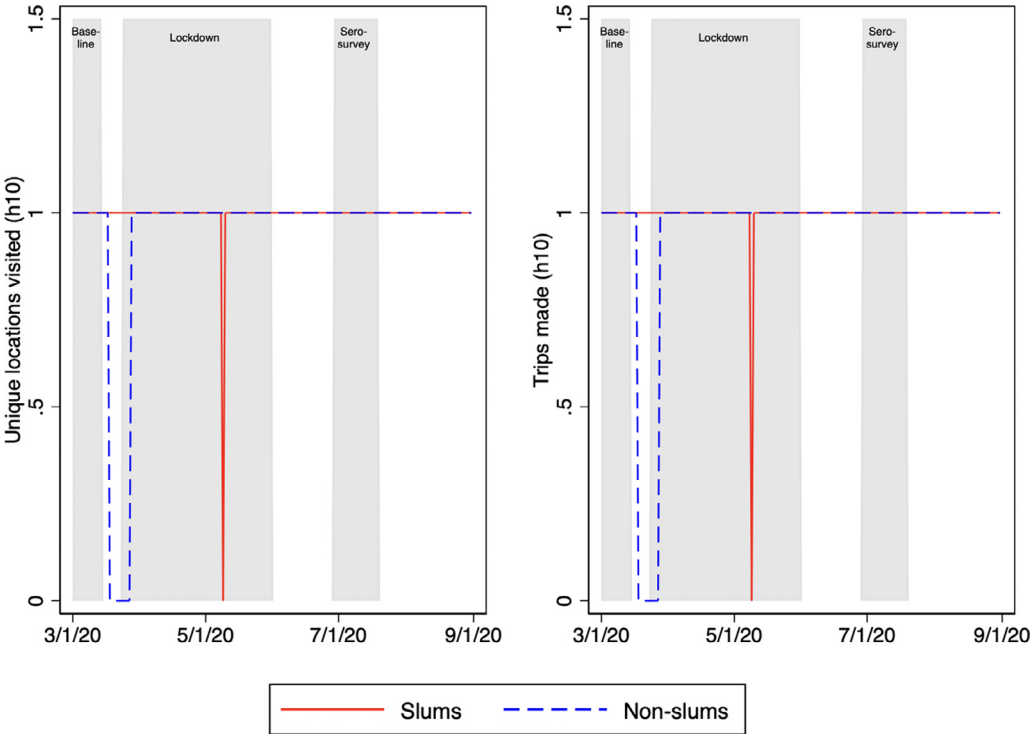 Unique locations visited (h10)
0
.5
1
1.5
Base-
line
Lockdown
Sero-
survey
3/1/20
5/1/20
7/1/20
9/1/20
Trips made (h10)
0
.5
1
1.5
Base-
line
Lockdown
Sero-
survey
3/1/20
5/1/20
7/1/20
9/1/20
Slums
Non-slums